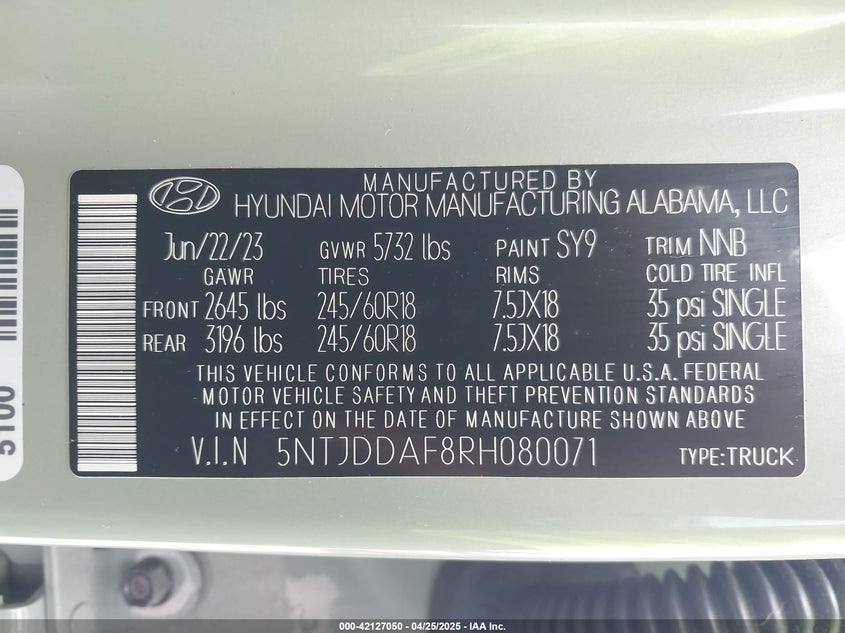 MANUFACTURED BY
HYUNDAI MOTOR MANUFACTURING ALABAMA, LLC
Jun/22/23 GVWR 5732 lbs PAINT SY9 TRIM NNB
GAWR TIRES RIMS COLD TIRE INFL
FRONT 2645 lbs 245/60R18 7.5JX18 35 psi SINGLE
REAR 3196 lbs 245/60R18 7.5JX18 35 psi SINGLE
THIS VEHICLE CONFORMS TO ALL APPLICABLE U.S.A. FEDERAL
MOTOR VEHICLE SAFETY AND THEFT PREVENTION STANDARDS
IN EFFECT ON THE DATE OF MANUFACTURE SHOWN ABOVE
V.I.N 5NTJDDAF8RH080071 TYPE:TRUCK
000-42127050 - 04/25/2025 - IAA Inc.